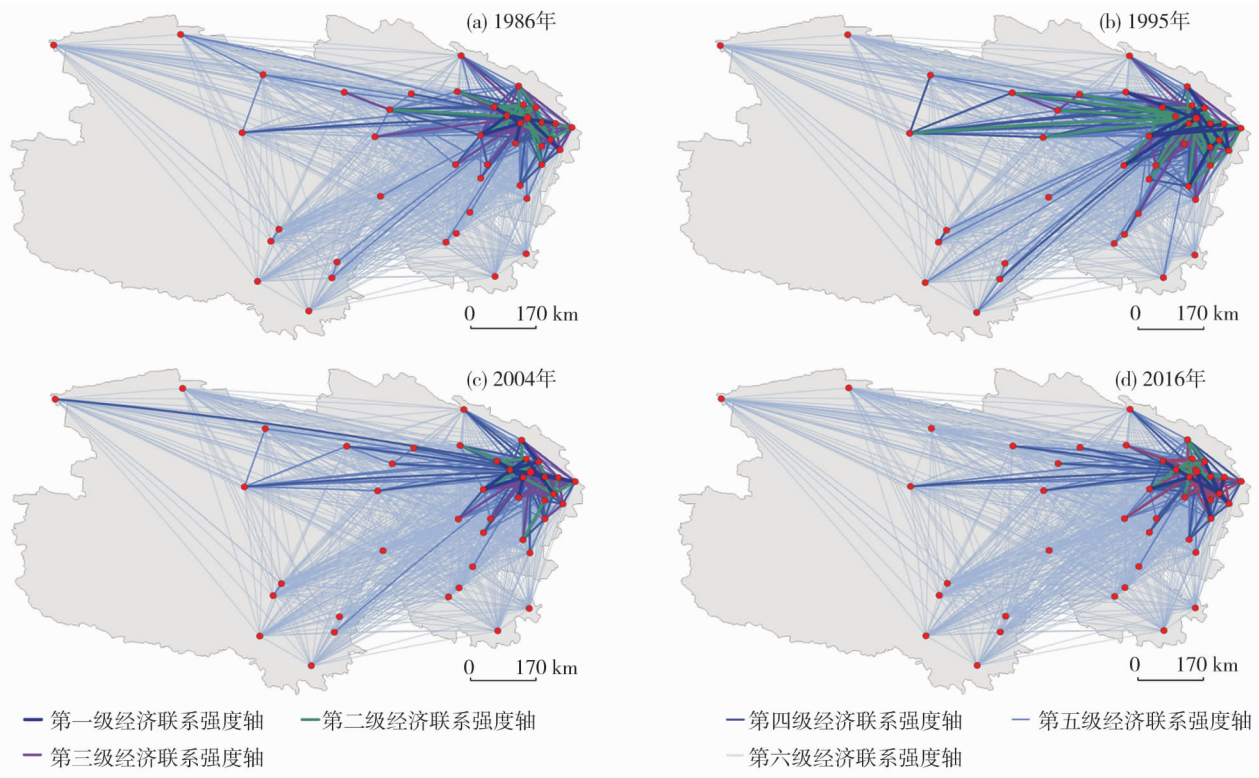 (a) 1986年
(b) 1995年
0 170 km
0 170 km
(c) 2004年
(d) 2016年
0 170 km
0 170 km
第一级经济联系强度轴 第二级经济联系强度轴 第四级经济联系强度轴 第五级经济联系强度轴
第三级经济联系强度轴 第六级经济联系强度轴